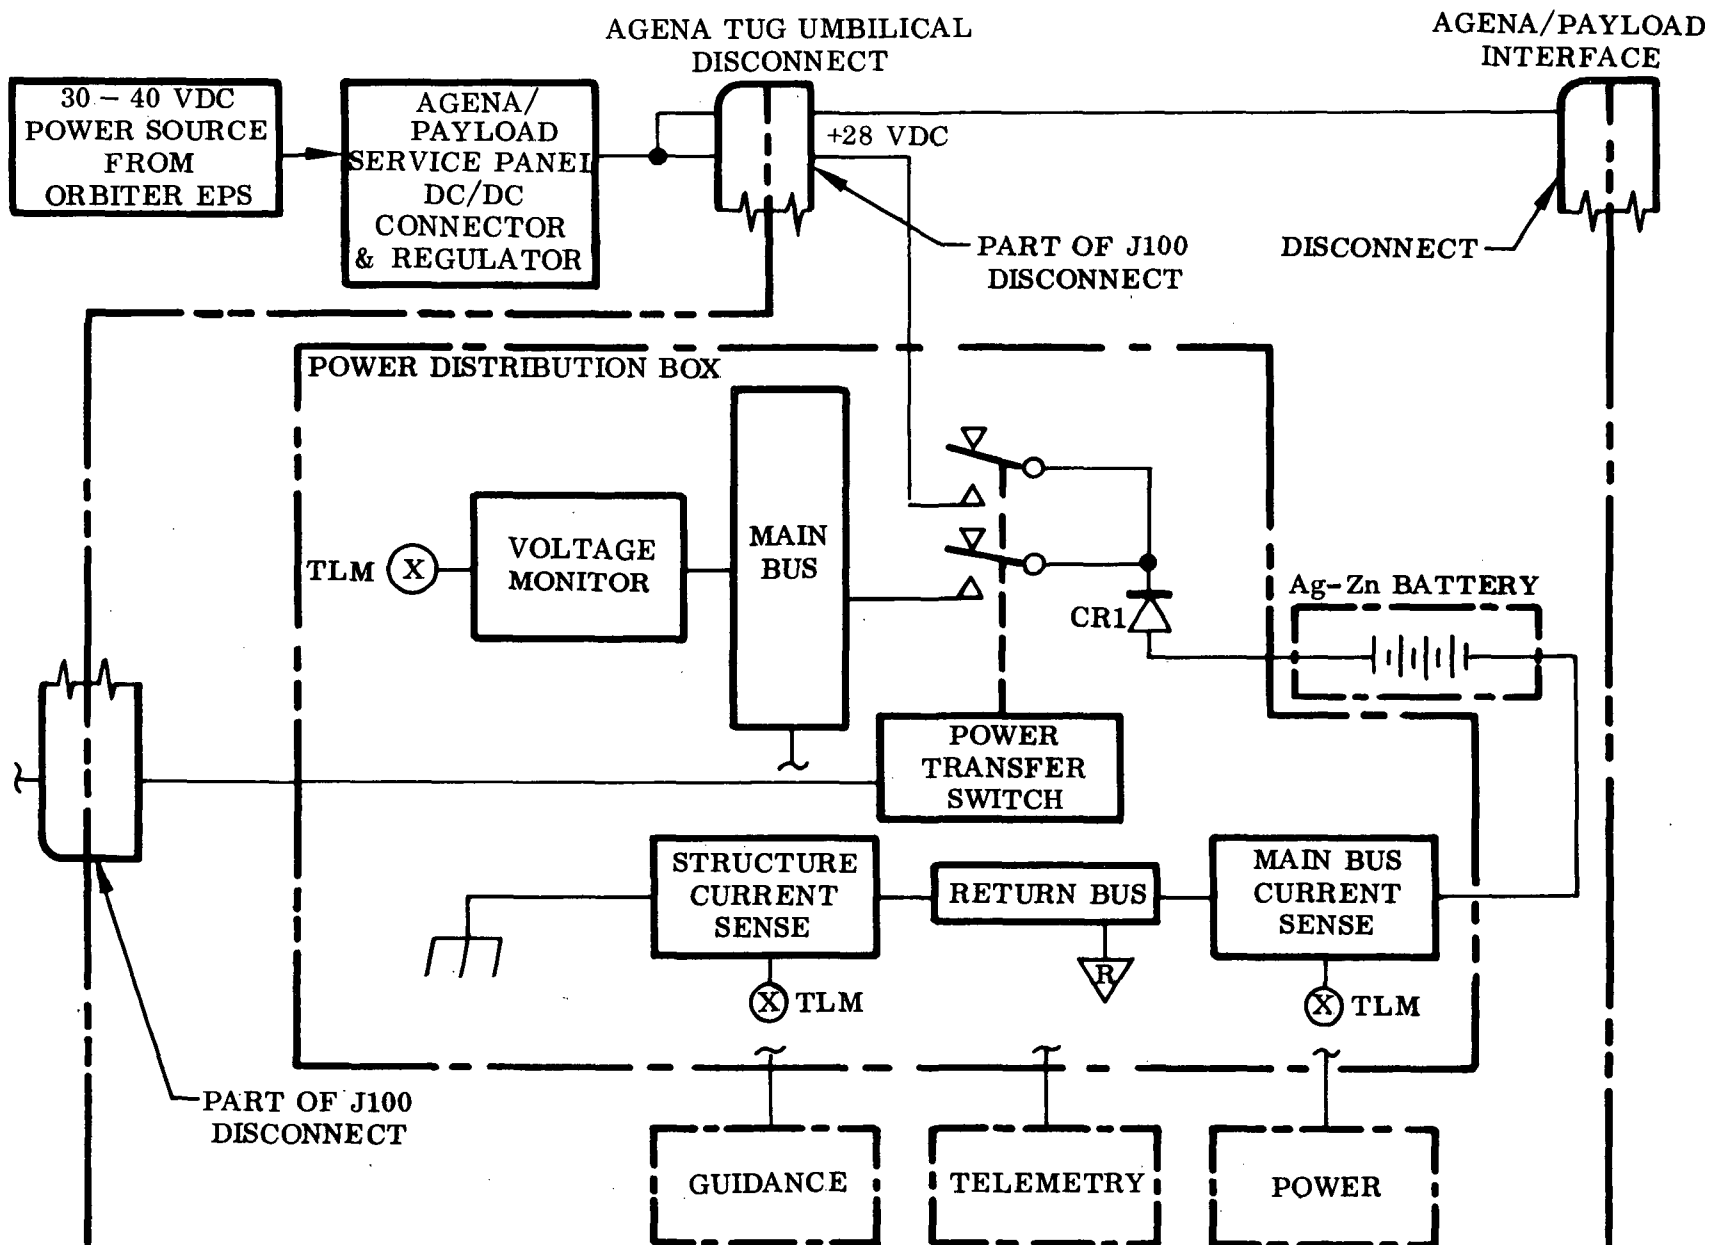 AGENA TUG UMBILICAL
DISCONNECT
AGENA/PAYLOAD
INTERFACE
30 – 40 VDC
POWER SOURCE
FROM
ORBITER EPS
AGENA/
PAYLOAD
SERVICE PANEL
DC/DC
CONNECTOR
& REGULATOR
+28 VDC
PART OF J100
DISCONNECT
DISCONNECT
POWER DISTRIBUTION BOX
TLM
X
VOLTAGE
MONITOR
MAIN
BUS
CR1
Ag-Zn BATTERY
POWER
TRANSFER
SWITCH
STRUCTURE
CURRENT
SENSE
RETURN BUS
MAIN BUS
CURRENT
SENSE
R
X TLM
X TLM
PART OF J100
DISCONNECT
GUIDANCE
TELEMETRY
POWER